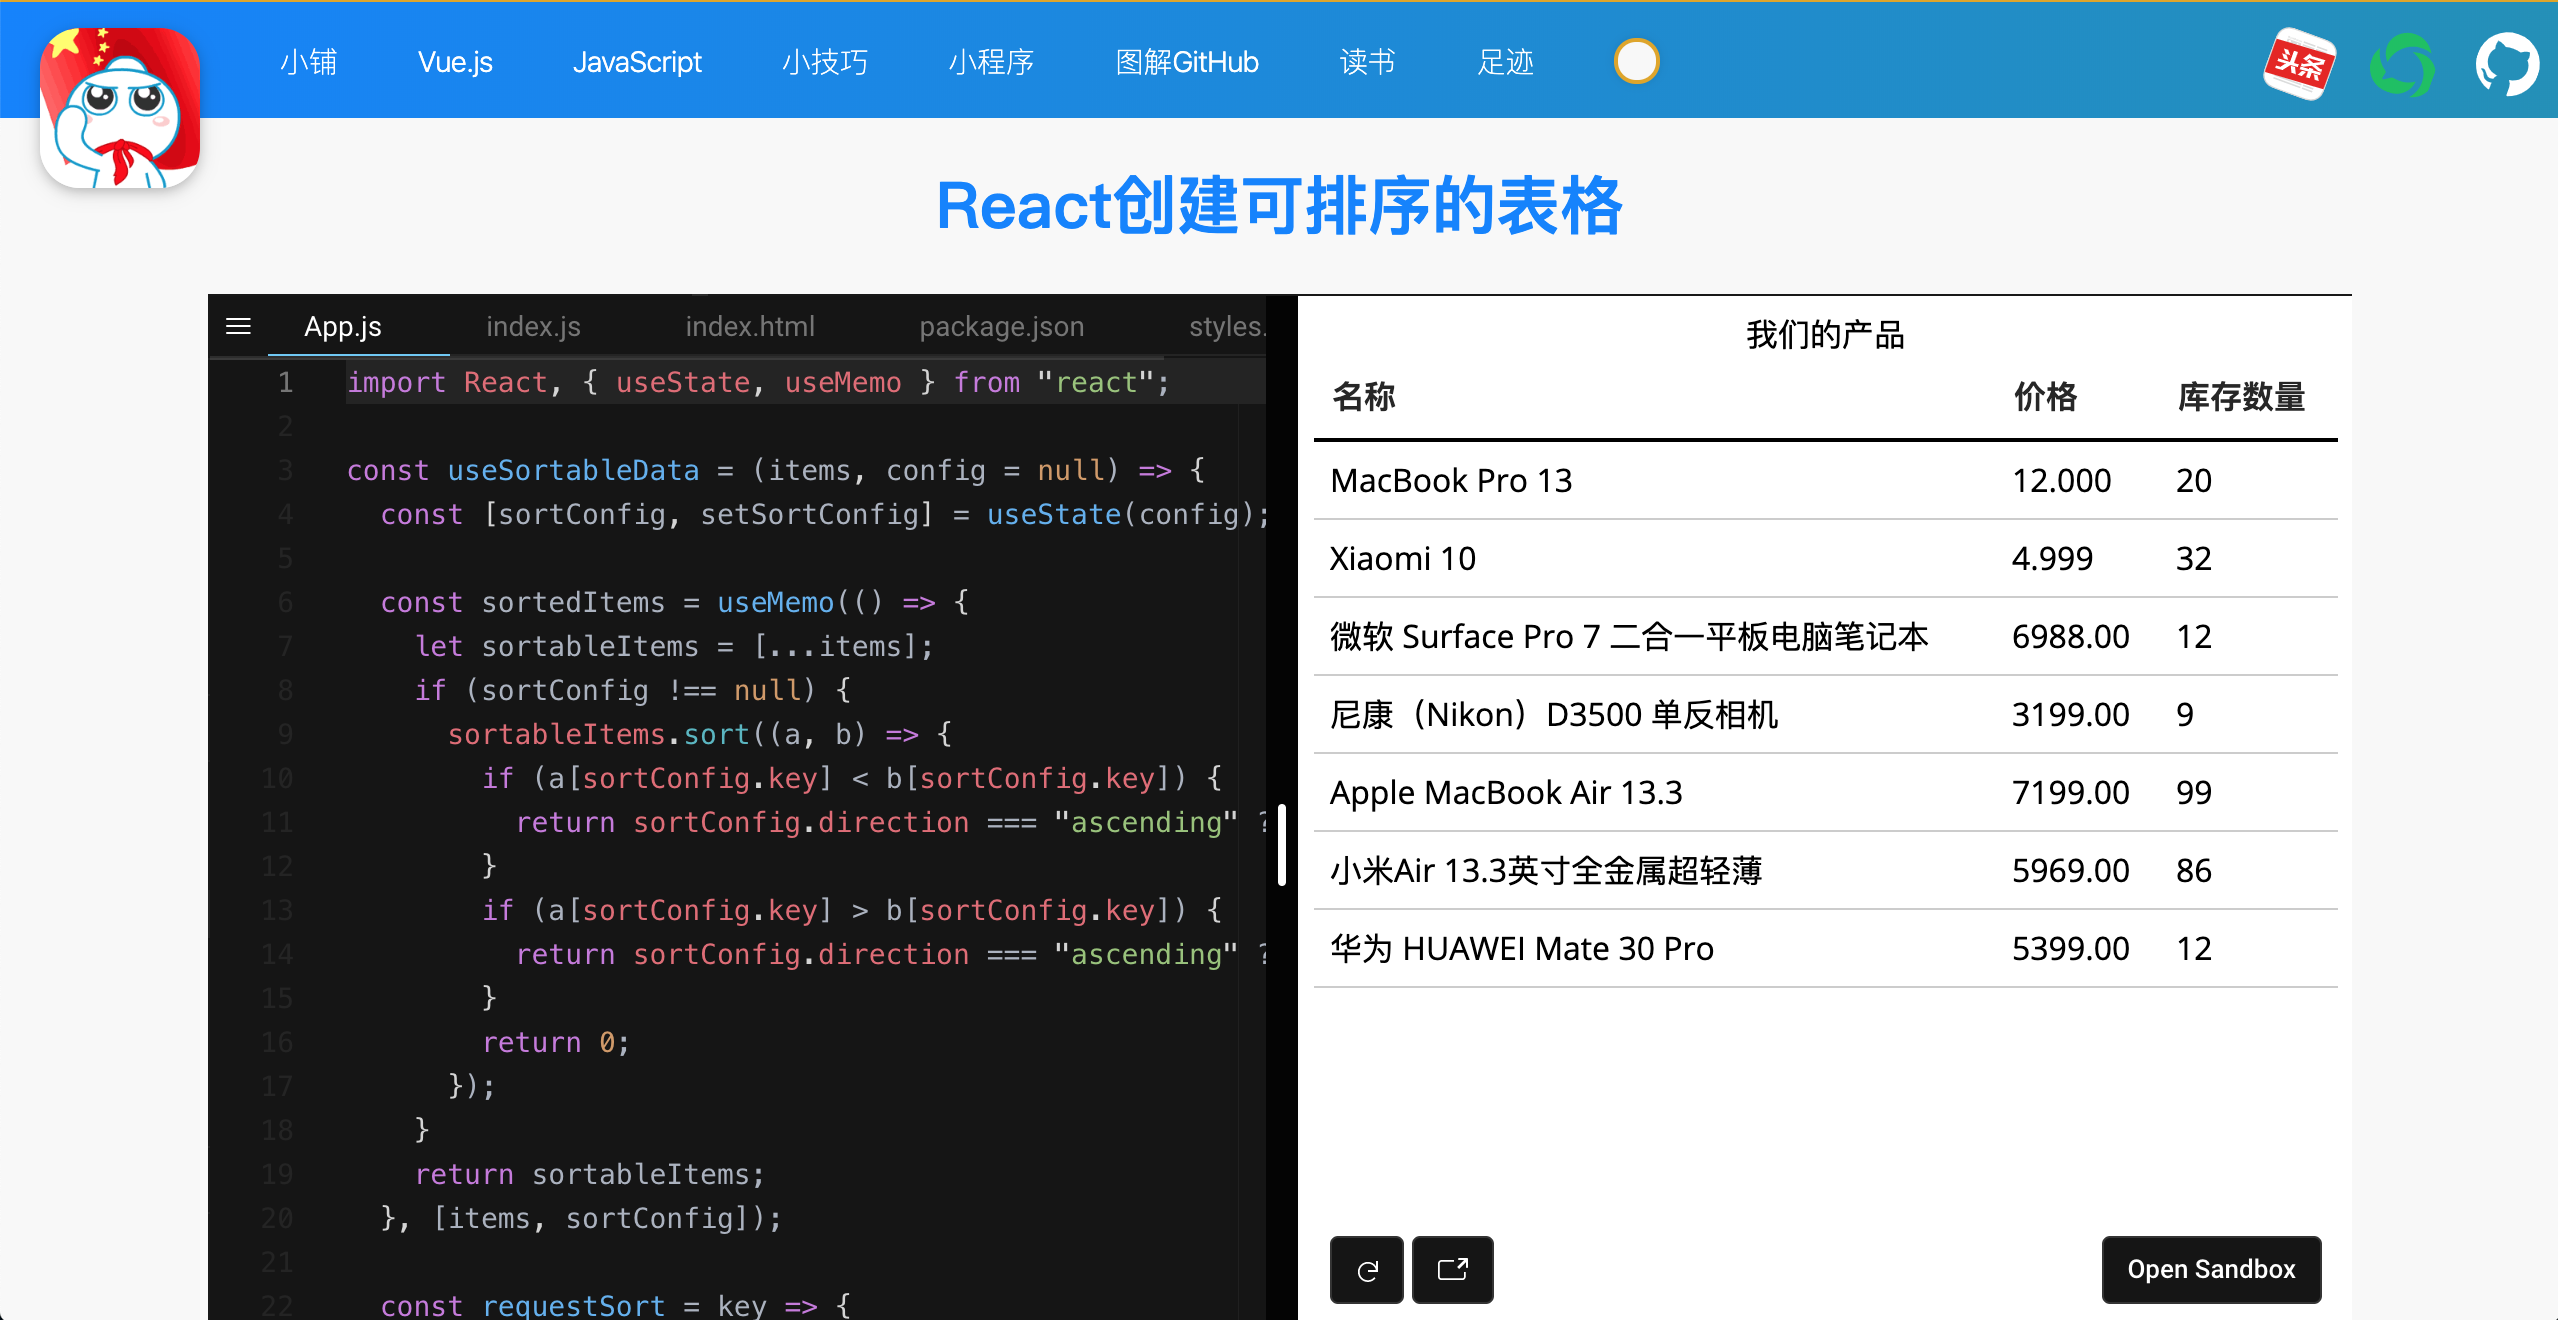 小铺 Vue.js JavaScript 小技巧 小程序 图解GitHub 读书 足迹
头条
React创建可排序的表格
App.js index.js index.html package.json styles.
1 import React, { useState, useMemo } from "react";
2
3 const useSortableData = (items, config = null) => {
4 const [sortConfig, setSortConfig] = useState(config);
5
6 const sortedItems = useMemo(() => {
7 let sortableItems = [...items];
8 if (sortConfig !== null) {
9 sortableItems.sort((a, b) => {
10 if (a[sortConfig.key] < b[sortConfig.key]) {
11 return sortConfig.direction === "ascending" ?
12 }
13 if (a[sortConfig.key] > b[sortConfig.key]) {
14 return sortConfig.direction === "ascending" ?
15 }
16 return 0;
17 });
18 }
19 return sortableItems;
20 }, [items, sortConfig]);
21
22 const requestSort = key => {
我们的产品
名称 价格 库存数量
MacBook Pro 13 12.000 20
Xiaomi 10 4.999 32
微软 Surface Pro 7 二合一平板电脑笔记本 6988.00 12
尼康（Nikon）D3500 单反相机 3199.00 9
Apple MacBook Air 13.3 7199.00 99
小米Air 13.3英寸全金属超轻薄 5969.00 86
华为 HUAWEI Mate 30 Pro 5399.00 12
Open Sandbox